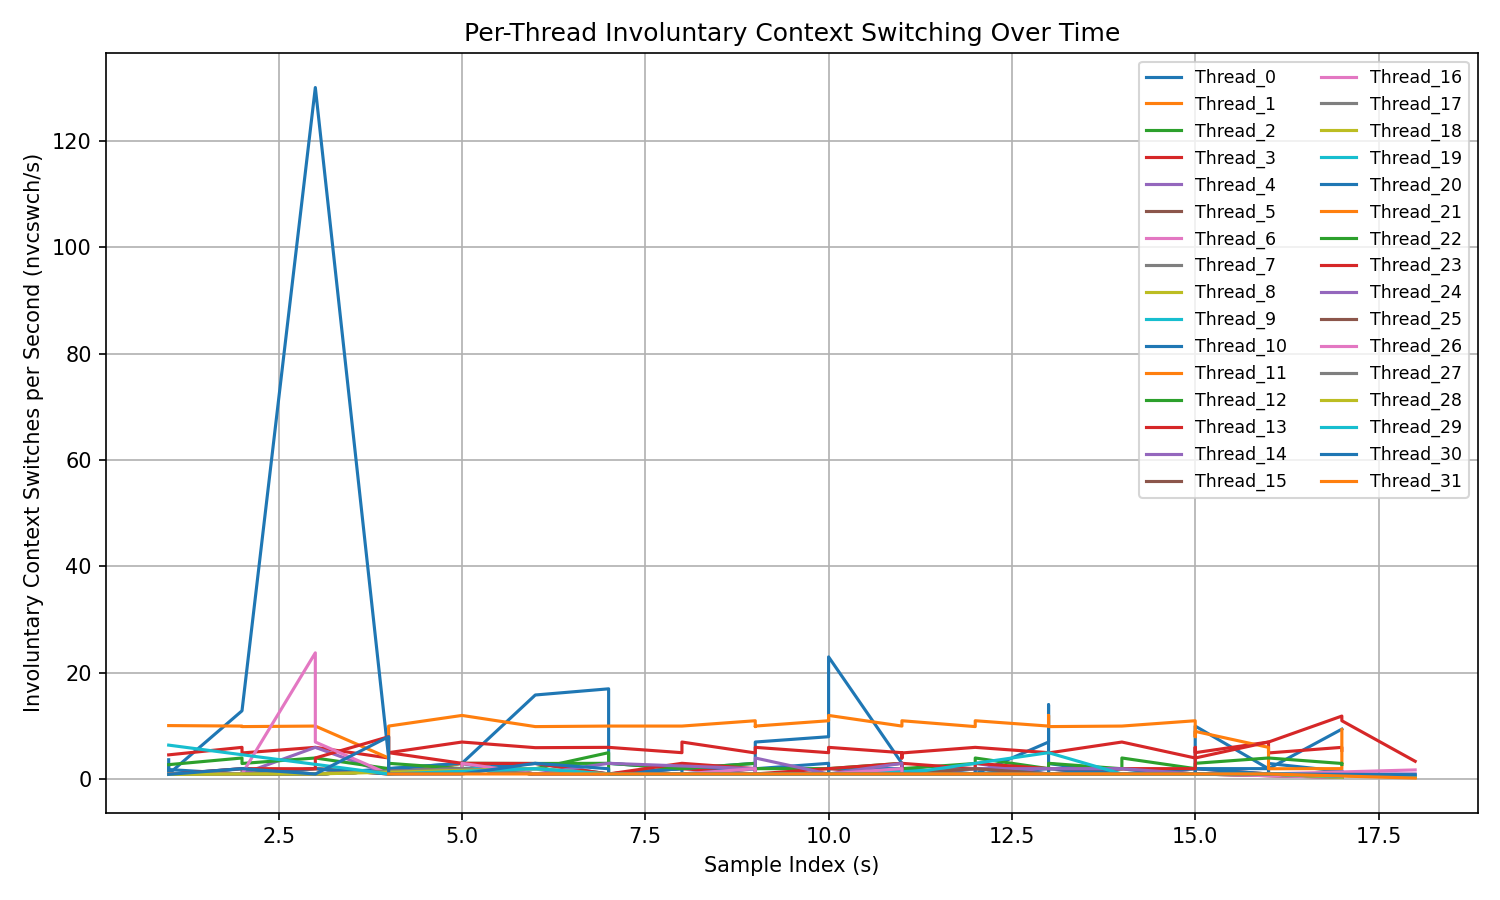 Per-Thread Involuntary Context Switching Over Time
Involuntary Context Switches per Second (nvcswch/s)
120
100
80
60
40
20
0
Thread_0
Thread_1
Thread_2
Thread_3
Thread_4
Thread_5
Thread_6
Thread_7
Thread_8
Thread_9
Thread_10
Thread_11
Thread_12
Thread_13
Thread_14
Thread_15
Thread_16
Thread_17
Thread_18
Thread_19
Thread_20
Thread_21
Thread_22
Thread_23
Thread_24
Thread_25
Thread_26
Thread_27
Thread_28
Thread_29
Thread_30
Thread_31
2.5 5.0 7.5 10.0 12.5 15.0 17.5
Sample Index (s)